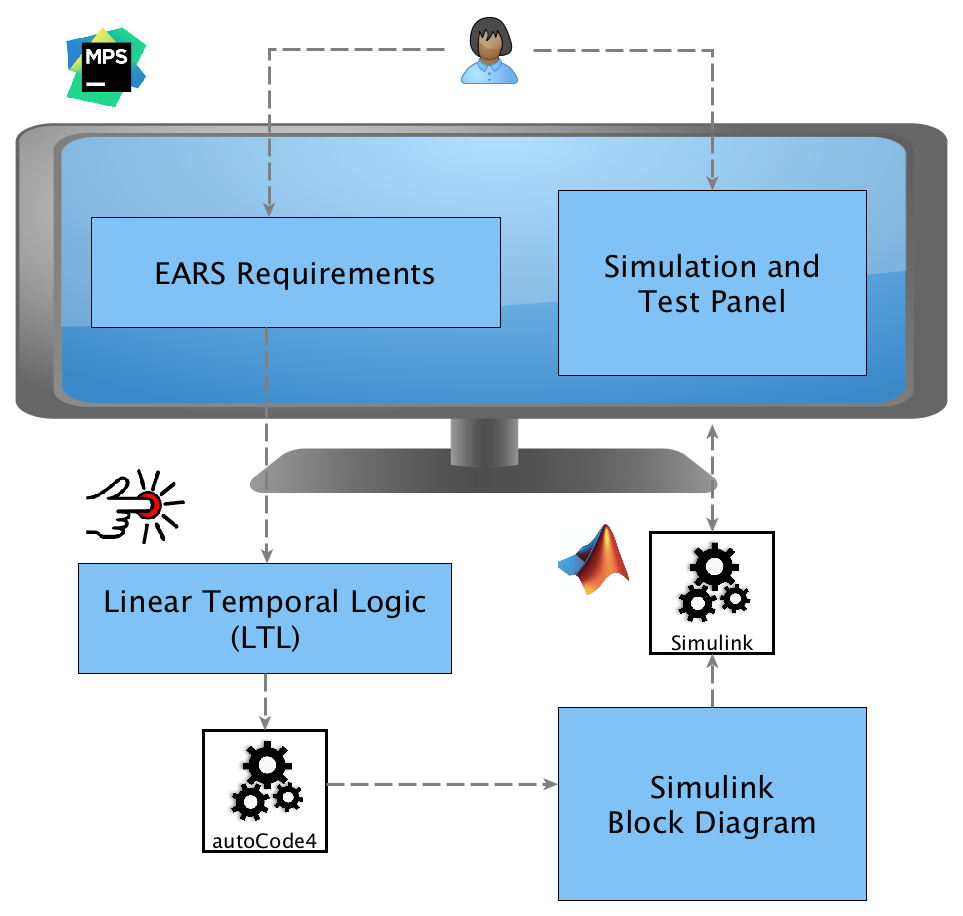 MPS
EARS Requirements
Simulation and
Test Panel
Linear Temporal Logic
(LTL)
Simulink
autoCode4
Simulink
Block Diagram